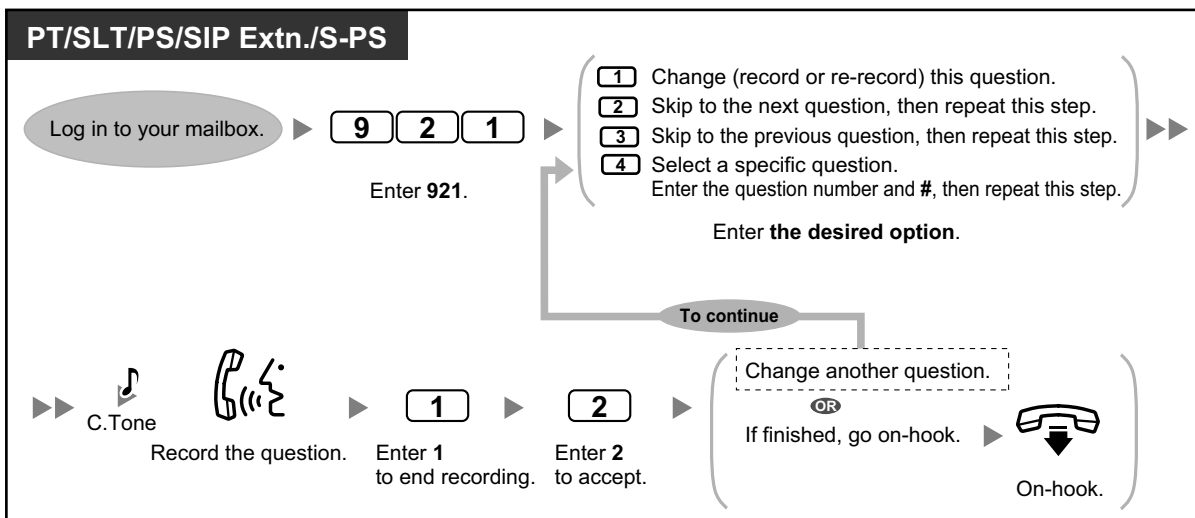 PT/SLT/PS/SIP Extn./S-PS
Log in to your mailbox.
9 2 1
Enter 921.
1 Change (record or re-record) this question.
2 Skip to the next question, then repeat this step.
3 Skip to the previous question, then repeat this step.
4 Select a specific question.
Enter the question number and #, then repeat this step.
Enter the desired option.
To continue
C.Tone
Record the question.
1
Enter 1
to end recording.
2
Enter 2
to accept.
Change another question.
OR
If finished, go on-hook.
On-hook.